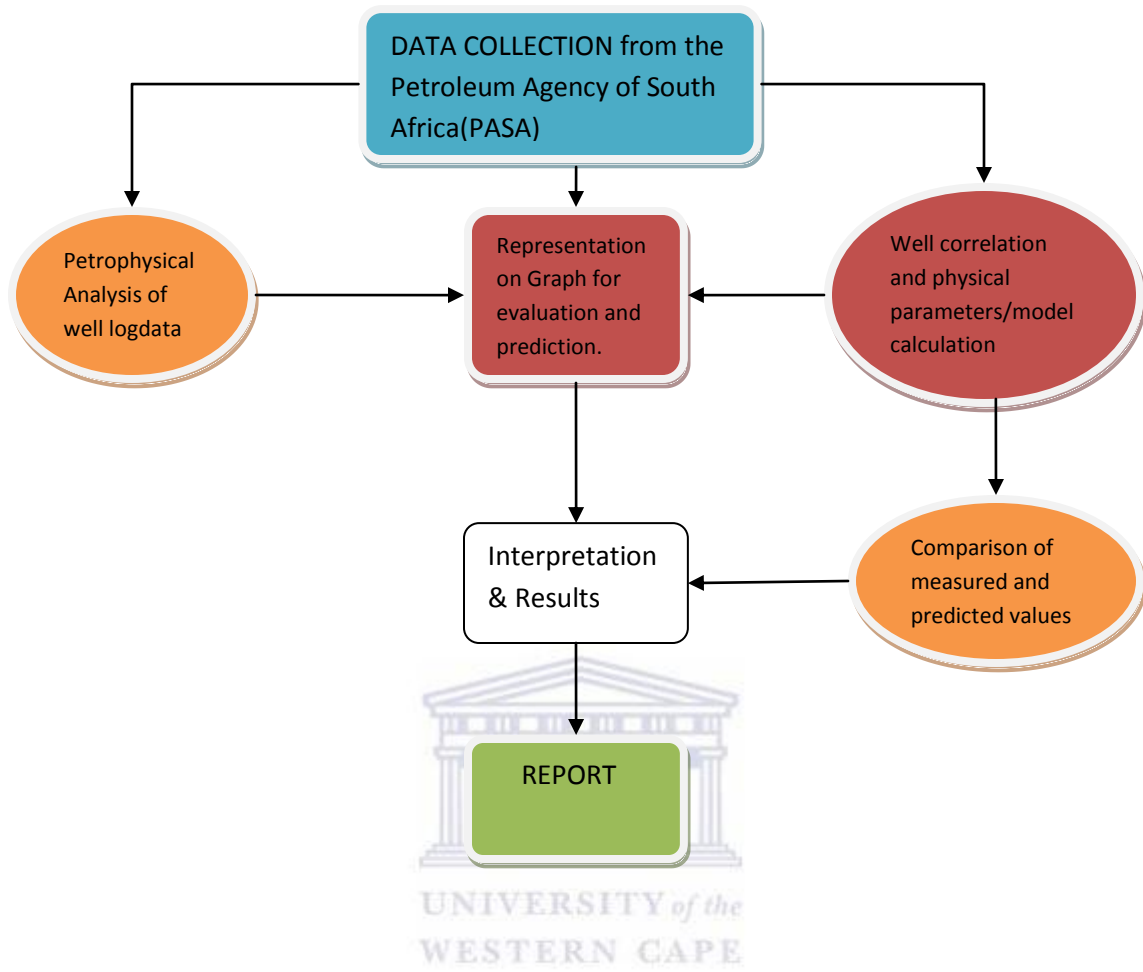 DATA COLLECTION from the
Petroleum Agency of South
Africa(PASA)
Petrophysical
Analysis of
well logdata
Representation
on Graph for
evaluation and
prediction.
Well correlation
and physical
parameters/model
calculation
Interpretation
& Results
Comparison of
measured and
predicted values
REPORT
UNIVERSITY of the
WESTERN CAPE